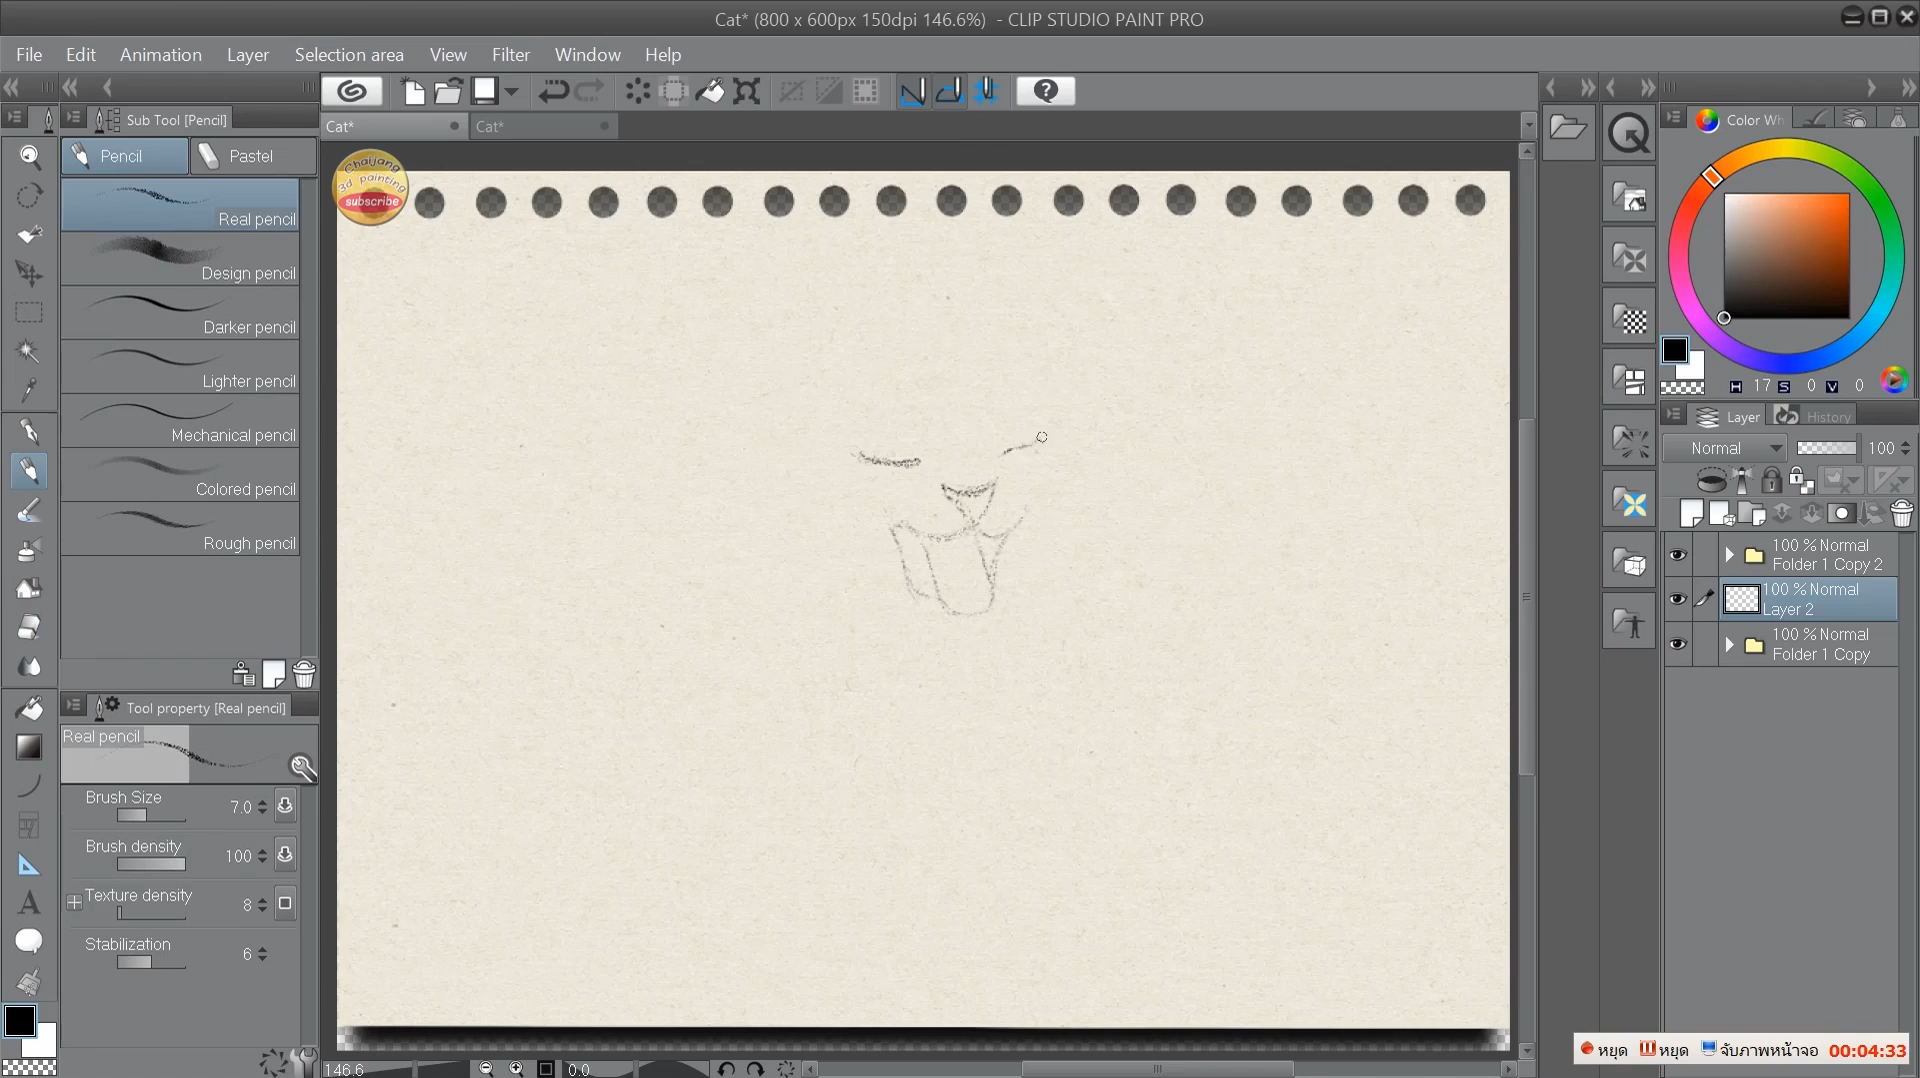 Cat* (800 x 600px 150dpi 146.6%) - CLIP STUDIO PAINT PRO
File Edit Animation Layer Selection area View Filter Window Help
Sub Tool [Pencil]
Cat* Cat*
Pencil Pastel
Real pencil
Design pencil
Darker pencil
Lighter pencil
Mechanical pencil
Colored pencil
Rough pencil
Tool property [Real pencil]
Real pencil
Brush Size 7.0
Brush density 100
Texture density 8
Stabilization 6
Chaijang
3d painting
subscribe
146.6 0.0
Color Wh
H 17 S 0 V 0
Layer History
Normal 100
100 % Normal
Folder 1 Copy 2
100 % Normal
Layer 2
100 % Normal
Folder 1 Copy
หยุด หยุด จับภาพหน้าจอ 00:04:33